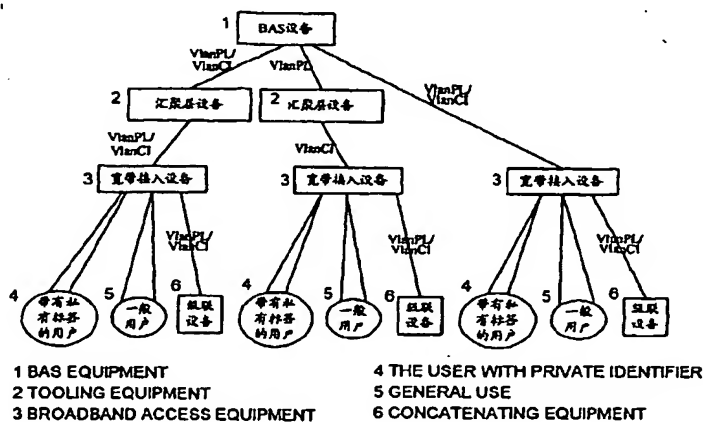 1 BAS设备
VlanPL/
VlanCI
VlanPL
VlanPL/
VlanCI
2 汇聚层设备
2 汇聚层设备
VlanPL/
VlanCI
VlanCI
3 宽带接入设备
3 宽带接入设备
3 宽带接入设备
VlanPL/
VlanCI
VlanPL/
VlanCI
VlanPL/
VlanCI
4 带有私
有标签
的用户
5 一般
用户
6 级联
设备
4 带有私
有标签
的用户
5 一般
用户
6 级联
设备
4 带有私
有标签
的用户
5 一般
用户
6 级联
设备
1 BAS EQUIPMENT
2 TOOLING EQUIPMENT
3 BROADBAND ACCESS EQUIPMENT
4 THE USER WITH PRIVATE IDENTIFIER
5 GENERAL USE
6 CONCATENATING EQUIPMENT